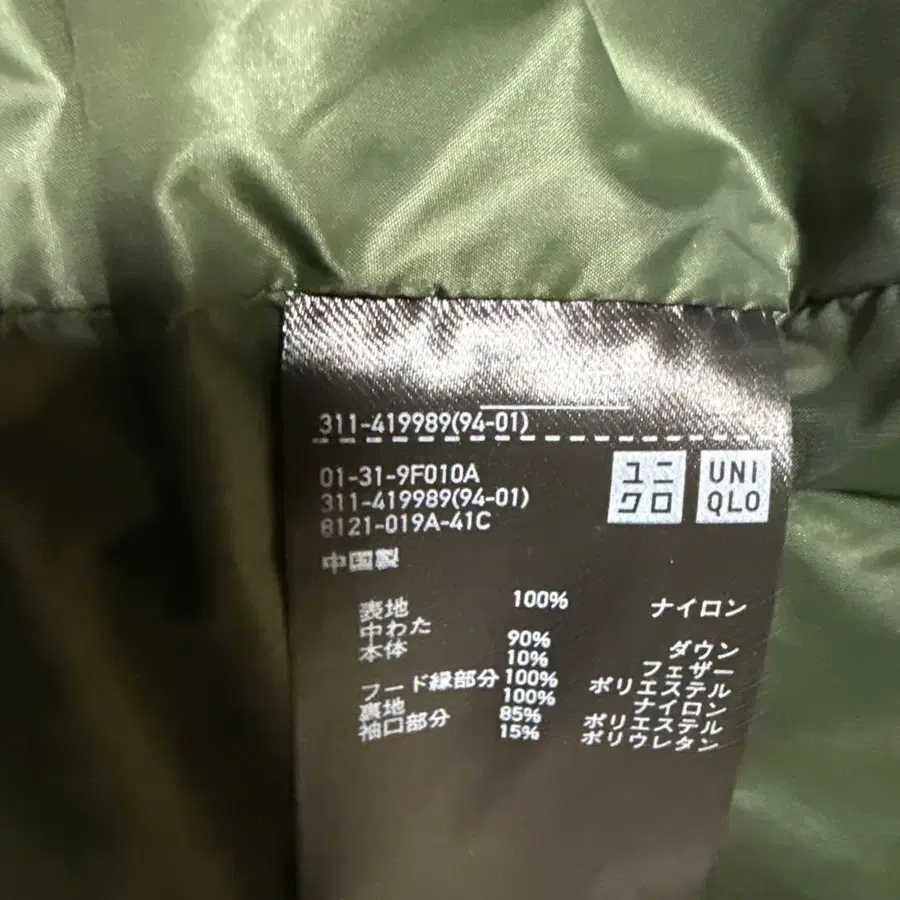 311-419989(94-01)
01-31-9F010A
311-419989(94-01)
8121-019A-41C
ユニ
クロ
UNI
QLO
中国製
表地 100% ナイロン
中わた
本体 90% ダウン
10% フェザー
フード縁部分 100% ポリエステル
裏地 100% ナイロン
袖口部分 85% ポリエステル
15% ポリウレタン